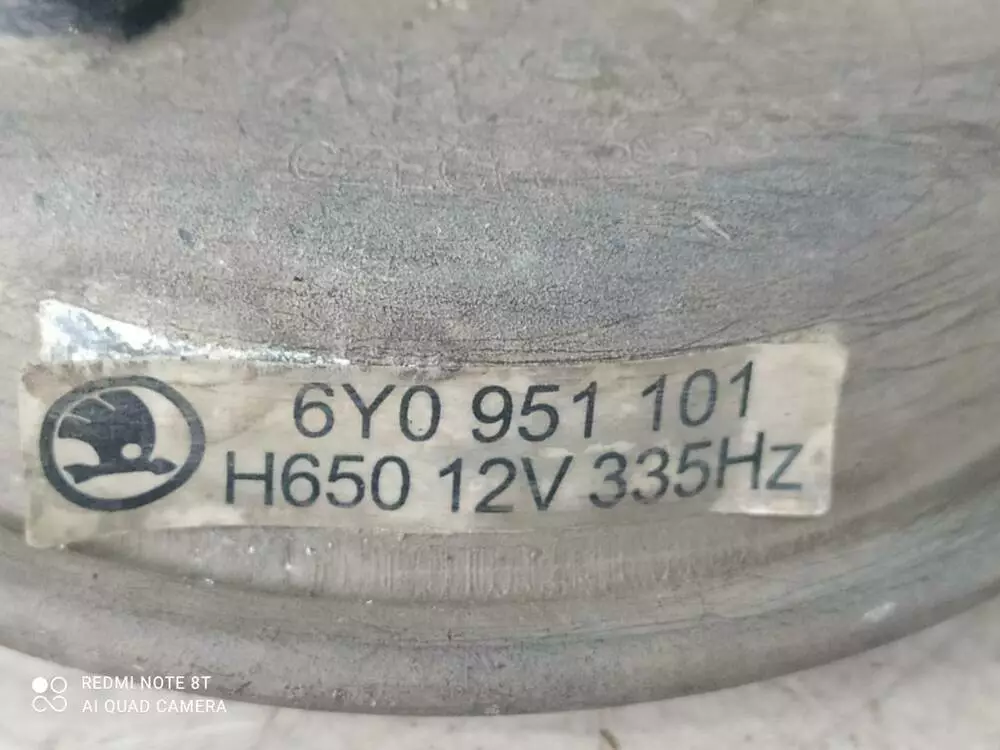 6Y0 951 101
H650 12V 335Hz
REDMI NOTE 8T
AI QUAD CAMERA